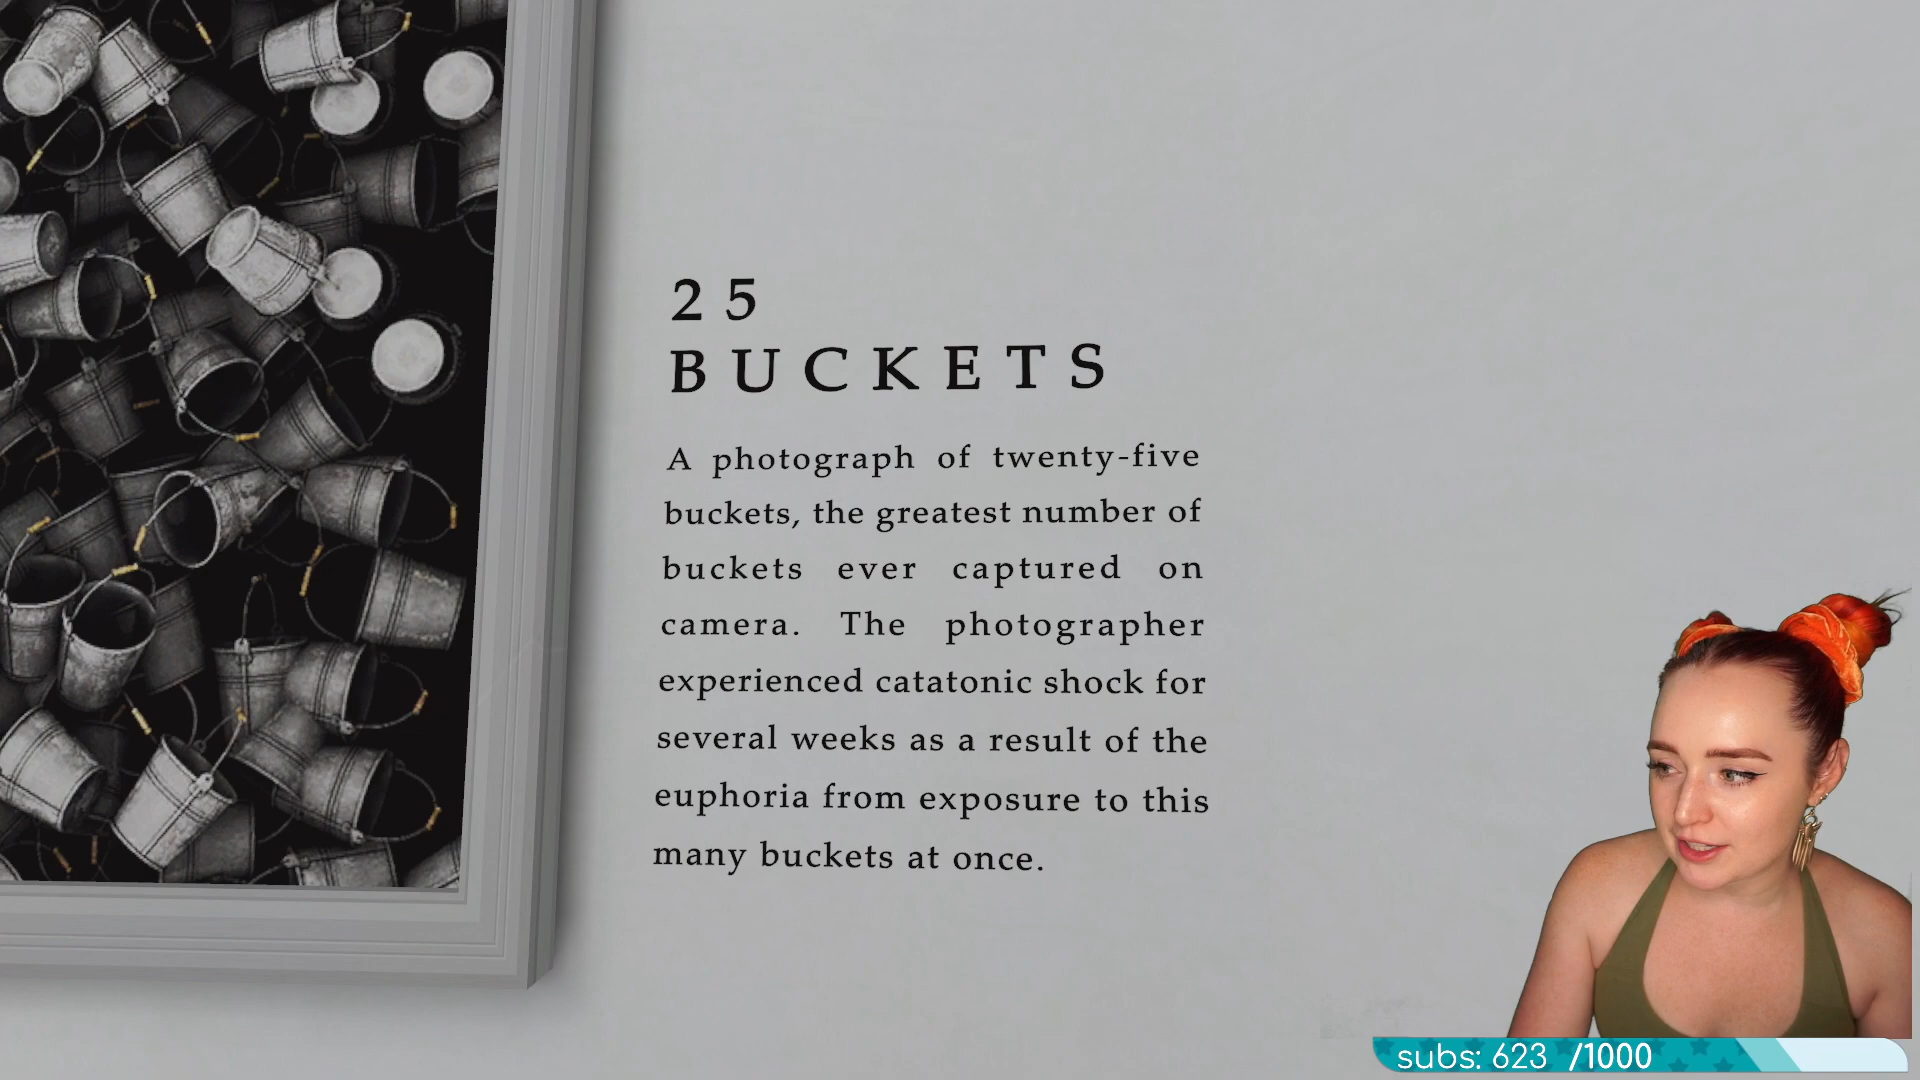 25
BUCKETS
A photograph of twenty-five
buckets, the greatest number of
buckets ever captured on
camera. The photographer
experienced catatonic shock for
several weeks as a result of the
euphoria from exposure to this
many buckets at once.
subs: 623 /1000